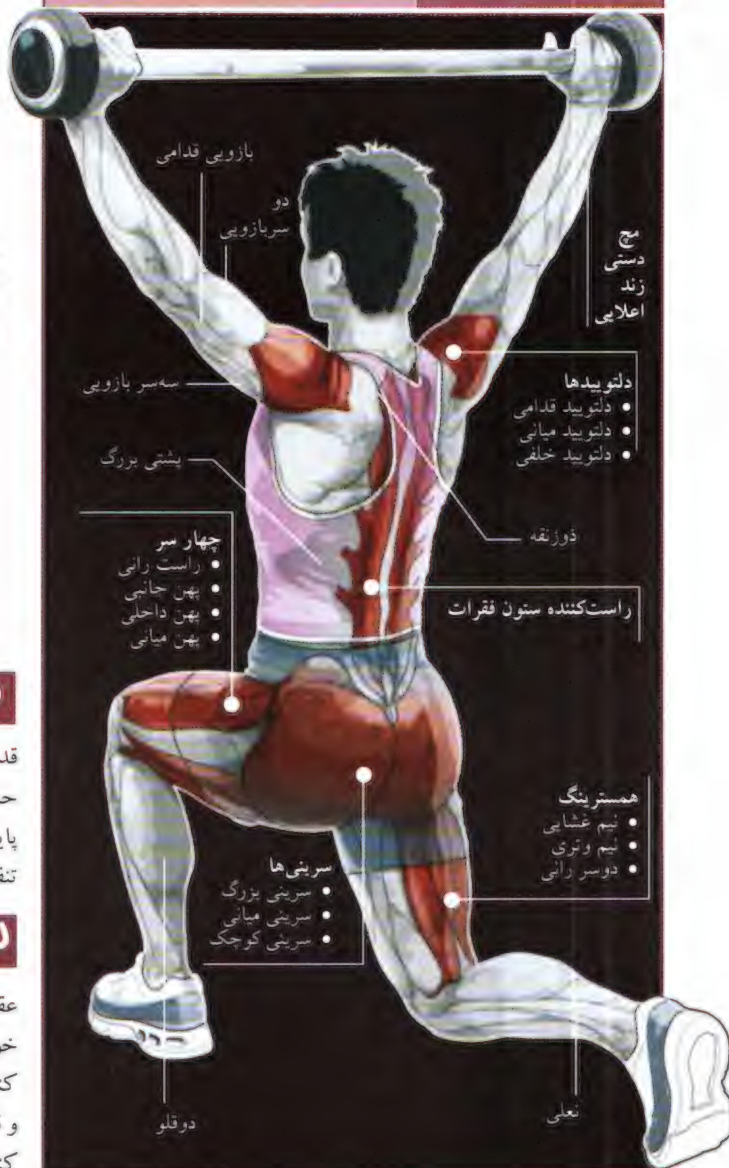 بازویی قدامی
دو
سربازویی
مچ
دستی
زند
اعلایی
سه‌سر بازویی
دلتوییدها
• دلتویید قدامی
• دلتویید میانی
• دلتویید خلفی
پشتی بزرگ
ذوزنقه
چهار سر
• راست رانی
• پهن جانبی
• پهن داخلی
• پهن میانی
راست‌کننده ستون فقرات
همسترینگ
• نیم غشایی
• نیم وتری
• دوسر رانی
سرینی‌ها
• سرینی بزرگ
• سرینی میانی
• سرینی کوچک
نعلی
دوقلو